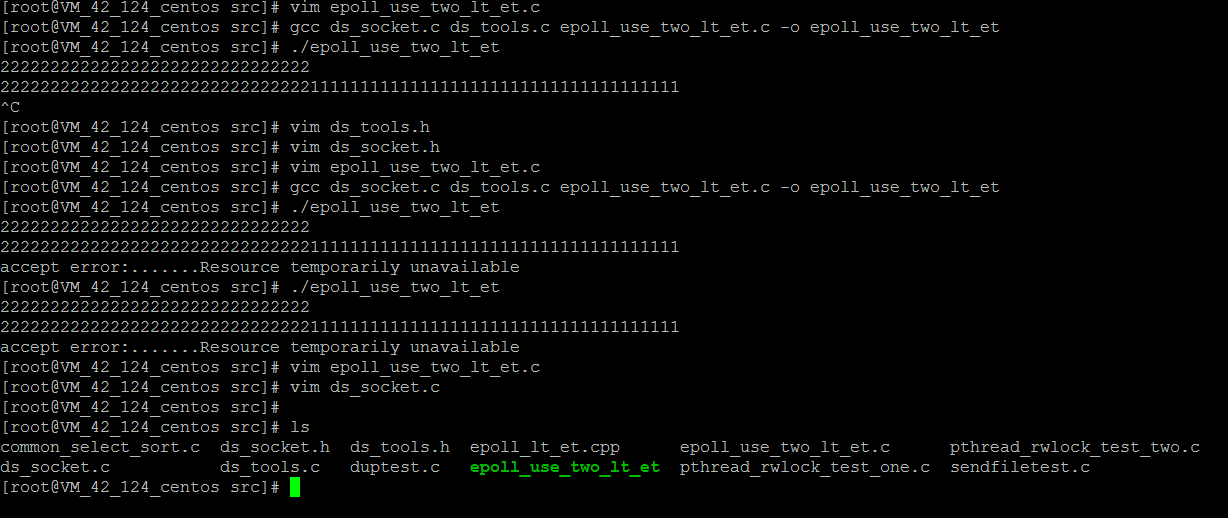 [root@VM_42_124_centos src]# vim epoll_use_two_lt_et.c
[root@VM_42_124_centos src]# gcc ds_socket.c ds_tools.c epoll_use_two_lt_et.c -o epoll_use_two_lt_et
[root@VM_42_124_centos src]# ./epoll_use_two_lt_et
2222222222222222222222222222222
22222222222222222222222222222221111111111111111111111111111111111111
^C
[root@VM_42_124_centos src]# vim ds_tools.h
[root@VM_42_124_centos src]# vim ds_socket.h
[root@VM_42_124_centos src]# vim epoll_use_two_lt_et.c
[root@VM_42_124_centos src]# gcc ds_socket.c ds_tools.c epoll_use_two_lt_et.c -o epoll_use_two_lt_et
[root@VM_42_124_centos src]# ./epoll_use_two_lt_et
2222222222222222222222222222222
22222222222222222222222222222221111111111111111111111111111111111111
accept error:.......Resource temporarily unavailable
[root@VM_42_124_centos src]# ./epoll_use_two_lt_et
2222222222222222222222222222222
22222222222222222222222222222221111111111111111111111111111111111111
accept error:.......Resource temporarily unavailable
[root@VM_42_124_centos src]# vim epoll_use_two_lt_et.c
[root@VM_42_124_centos src]# vim ds_socket.c
[root@VM_42_124_centos src]#
[root@VM_42_124_centos src]# ls
common_select_sort.c  ds_socket.h  ds_tools.h  epoll_lt_et.cpp      epoll_use_two_lt_et.c      pthread_rwlock_test_two.c
ds_socket.c           ds_tools.c   duptest.c   epoll_use_two_lt_et  pthread_rwlock_test_one.c  sendfiletest.c
[root@VM_42_124_centos src]#